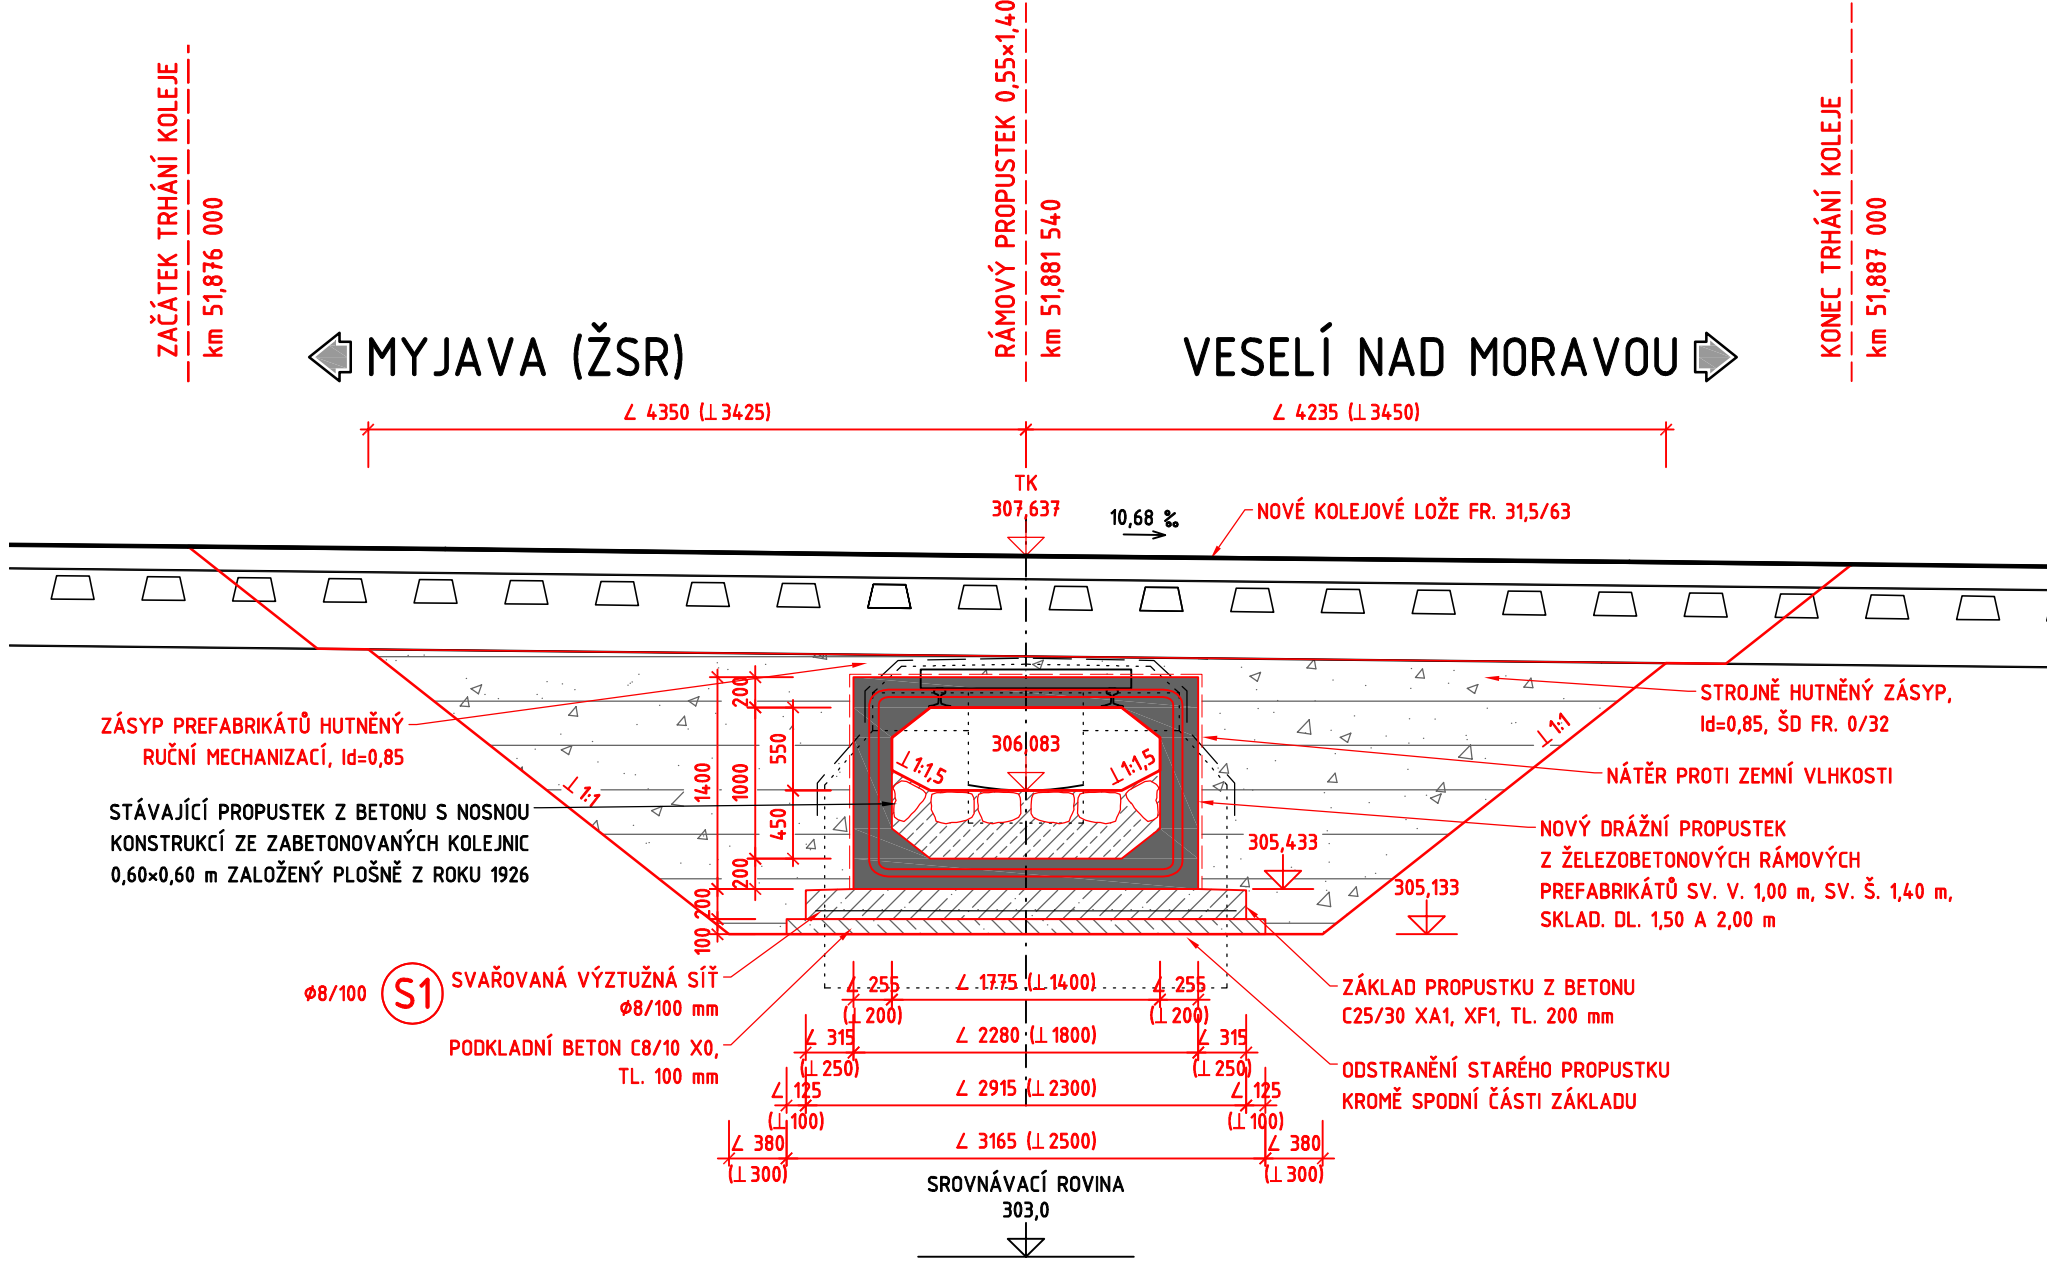 ZAČÁTEK TRHÁNÍ KOLEJE
km 51,876 000
RÁMOVÝ PROPUSTEK 0,55×1,40
km 51,881 540
KONEC TRHÁNÍ KOLEJE
km 51,887 000
MYJAVA (ŽSR)
VESELÍ NAD MORAVOU
∠ 4350 (⊥3425)
∠ 4235 (⊥3450)
TK
307,637
10,68 ‰
NOVÉ KOLEJOVÉ LOŽE FR. 31,5/63
ZÁSYP PREFABRIKÁTŮ HUTNĚNÝ
RUČNÍ MECHANIZACÍ, Id=0,85
STÁVAJÍCÍ PROPUSTEK Z BETONU S NOSNOU
KONSTRUKCÍ ZE ZABETONOVANÝCH KOLEJNIC
0,60×0,60 m ZALOŽENÝ PLOŠNĚ Z ROKU 1926
⊥1:1
1400
200
100
200
1000
200
550
450
306,083
⊥1:1,5
⊥1:1,5
⊥1:1
STROJNĚ HUTNĚNÝ ZÁSYP,
Id=0,85, ŠD FR. 0/32
NÁTĚR PROTI ZEMNÍ VLHKOSTI
NOVÝ DRÁŽNÍ PROPUSTEK
Z ŽELEZOBETONOVÝCH RÁMOVÝCH
PREFABRIKÁTŮ SV. V. 1,00 m, SV. Š. 1,40 m,
SKLAD. DL. 1,50 A 2,00 m
305,433
305,133
Ø8/100
S1
SVAŘOVANÁ VÝZTUŽNÁ SÍŤ
Ø8/100 mm
PODKLADNÍ BETON C8/10 X0,
TL. 100 mm
ZÁKLAD PROPUSTKU Z BETONU
C25/30 XA1, XF1, TL. 200 mm
ODSTRANĚNÍ STARÉHO PROPUSTKU
KROMĚ SPODNÍ ČÁSTI ZÁKLADU
∠ 255
(⊥200)
∠ 1775 (⊥1400)
∠ 255
(⊥200)
∠ 315
(⊥250)
∠ 2280 (⊥1800)
∠ 315
(⊥250)
∠ 125
(⊥100)
∠ 2915 (⊥2300)
∠ 125
(⊥100)
∠ 380
(⊥300)
∠ 3165 (⊥2500)
∠ 380
(⊥300)
SROVNÁVACÍ ROVINA
303,0